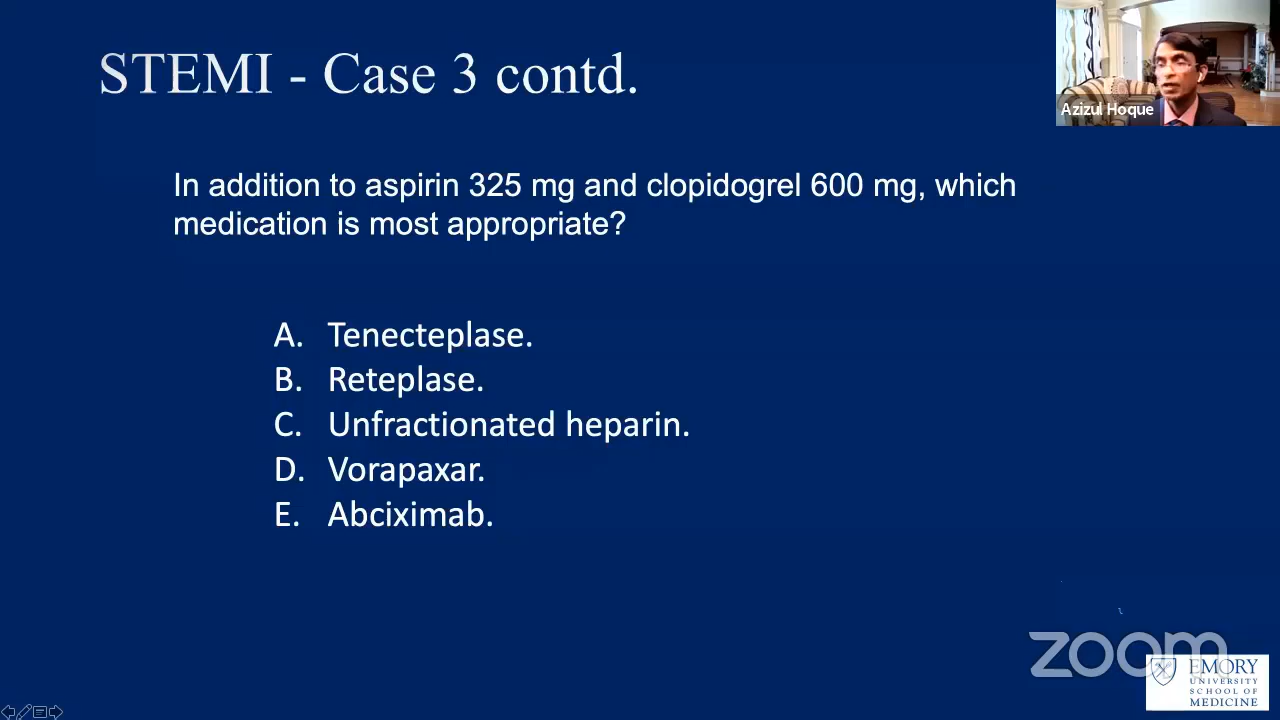 STEMI - Case 3 contd.
Azizul Hoque
In addition to aspirin 325 mg and clopidogrel 600 mg, which
medication is most appropriate?
A. Tenecteplase.
B. Reteplase.
C. Unfractionated heparin.
D. Vorapaxar.
E. Abciximab.
zoom
EMORY
UNIVERSITY
SCHOOL OF
MEDICINE